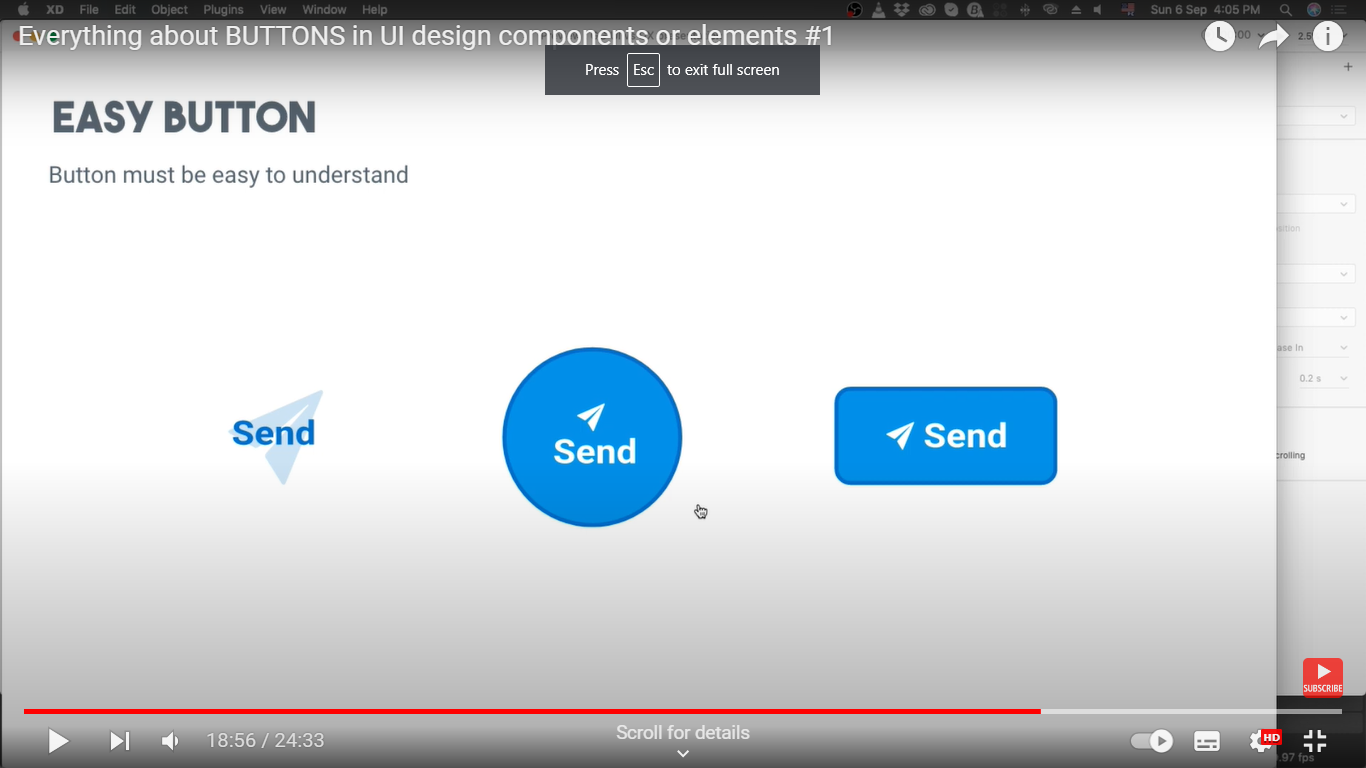 XD File Edit Object Plugins View Window Help
Sun 6 Sep 4:05 PM
Everything about BUTTONS in UI design components or elements #1
Press Esc to exit full screen
EASY BUTTON
Button must be easy to understand
Send
Send
Send
ase In
0.2 s
crolling
SUBSCRIBE
18:56 / 24:33
Scroll for details
HD
.97 fps